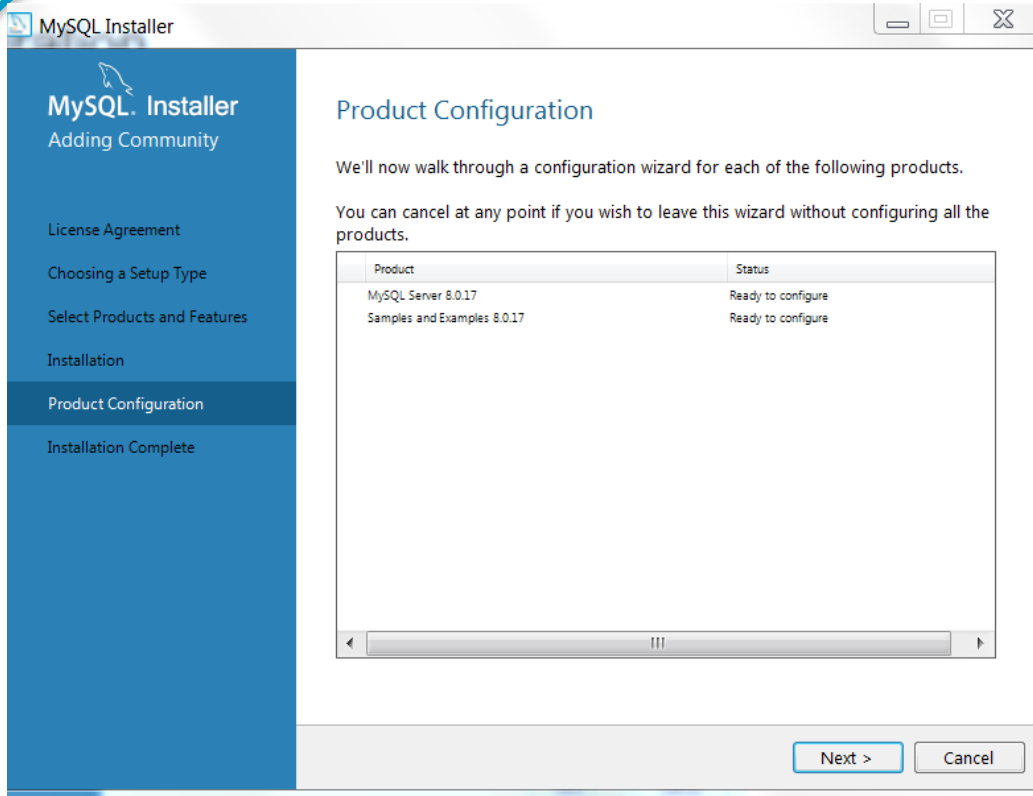 MySQL Installer
MySQL. Installer
Adding Community
License Agreement
Choosing a Setup Type
Select Products and Features
Installation
Product Configuration
Installation Complete
Product Configuration
We'll now walk through a configuration wizard for each of the following products.
You can cancel at any point if you wish to leave this wizard without configuring all the
products.
Product Status
MySQL Server 8.0.17 Ready to configure
Samples and Examples 8.0.17 Ready to configure
Next > Cancel